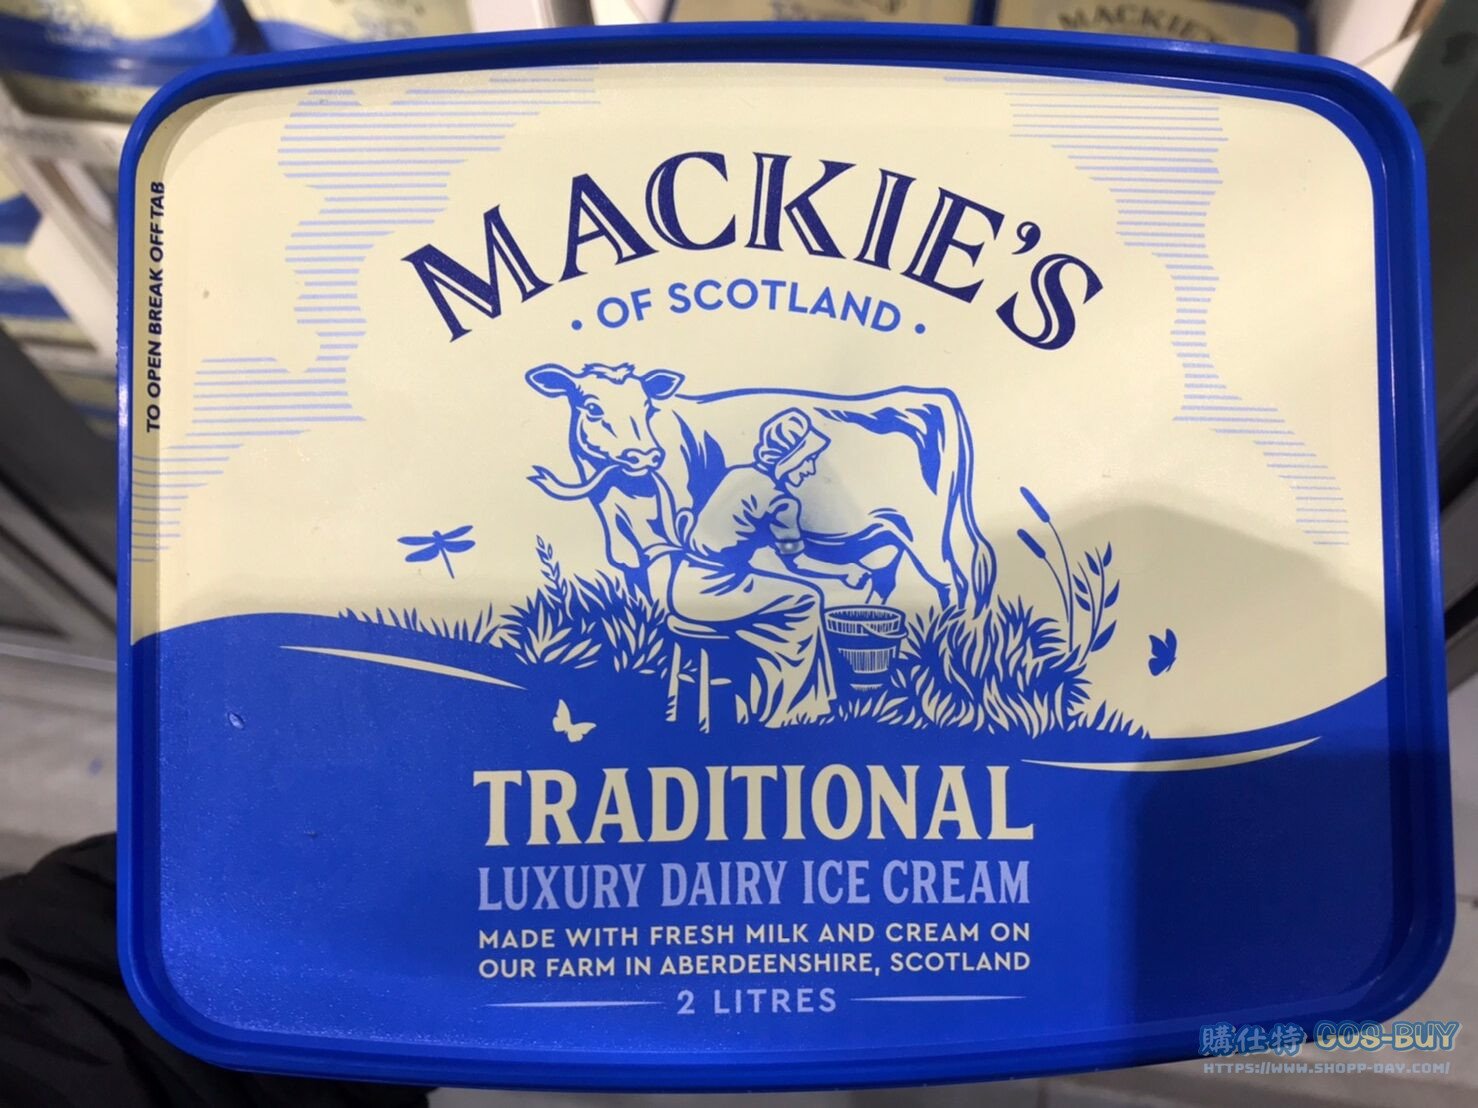 MACKIE'S
TO OPEN BREAK OFF TAB
MACKIE'S
· OF SCOTLAND ·
TRADITIONAL
LUXURY DAIRY ICE CREAM
MADE WITH FRESH MILK AND CREAM ON
OUR FARM IN ABERDEENSHIRE, SCOTLAND
2 LITRES
購仕特 COS-BUY
HTTPS://WWW.SHOPP-DAY.COM/